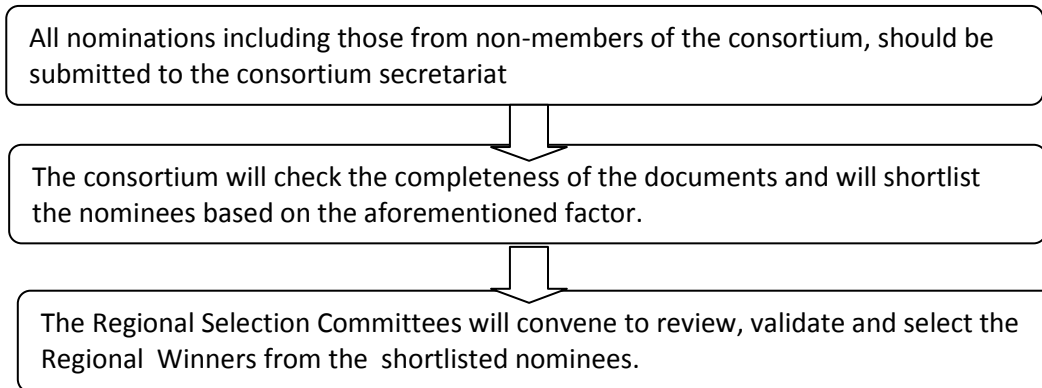 All nominations including those from non-members of the consortium, should be
submitted to the consortium secretariat
The consortium will check the completeness of the documents and will shortlist
the nominees based on the aforementioned factor.
The Regional Selection Committees will convene to review, validate and select the
Regional  Winners from the  shortlisted nominees.